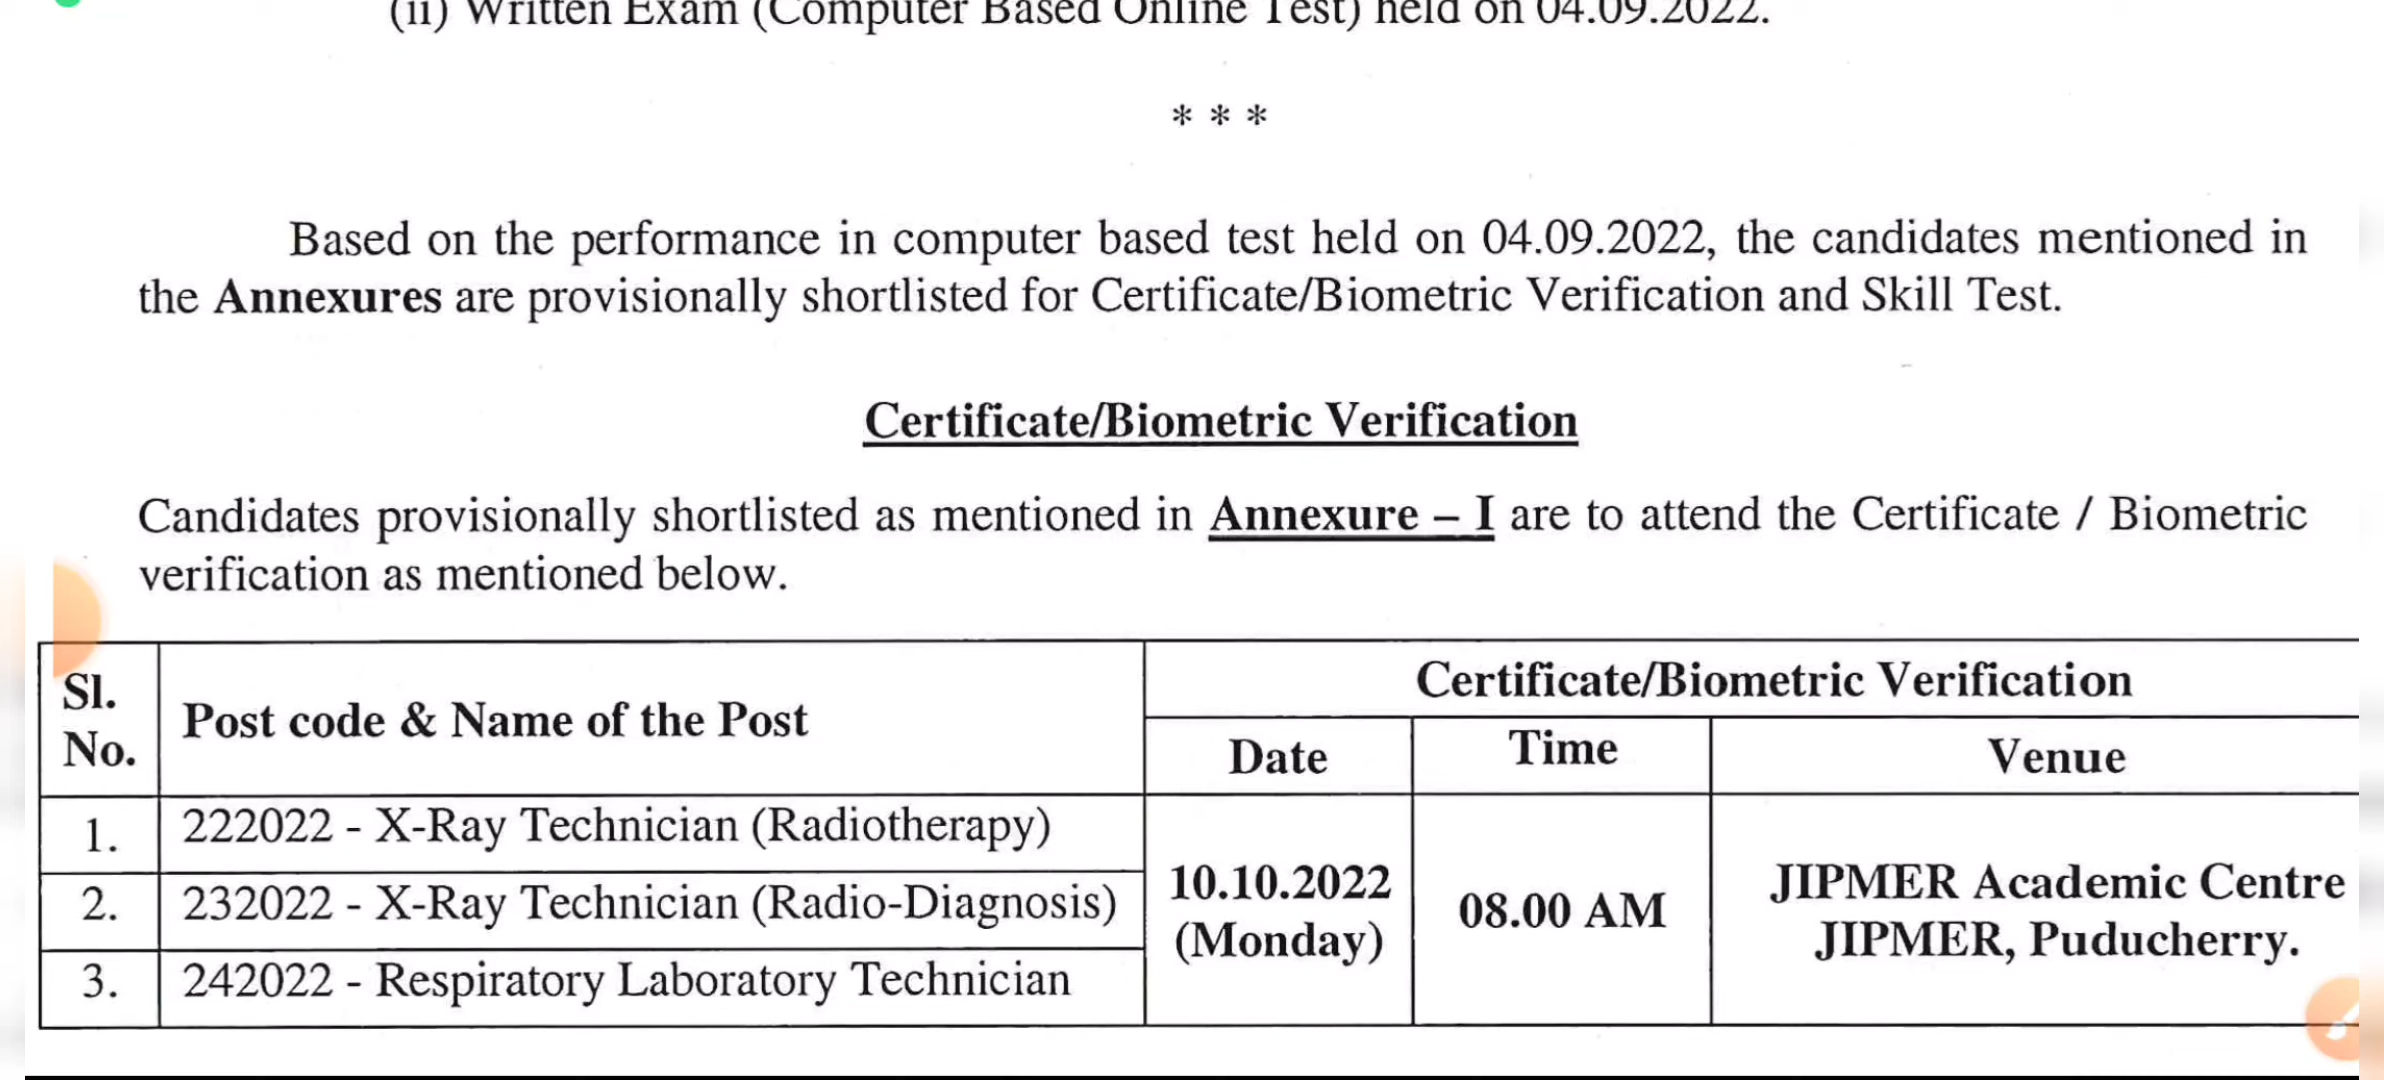 (ii) Written Exam (Computer Based Online Test) held on 04.09.2022.
* * *
Based on the performance in computer based test held on 04.09.2022, the candidates mentioned in
the Annexures are provisionally shortlisted for Certificate/Biometric Verification and Skill Test.
Certificate/Biometric Verification
Candidates provisionally shortlisted as mentioned in Annexure – I are to attend the Certificate / Biometric
verification as mentioned below.
Sl.
No.
Post code & Name of the Post
Certificate/Biometric Verification
Date
Time
Venue
1.
222022 - X-Ray Technician (Radiotherapy)
2.
232022 - X-Ray Technician (Radio-Diagnosis)
3.
242022 - Respiratory Laboratory Technician
10.10.2022
(Monday)
08.00 AM
JIPMER Academic Centre
JIPMER, Puducherry.